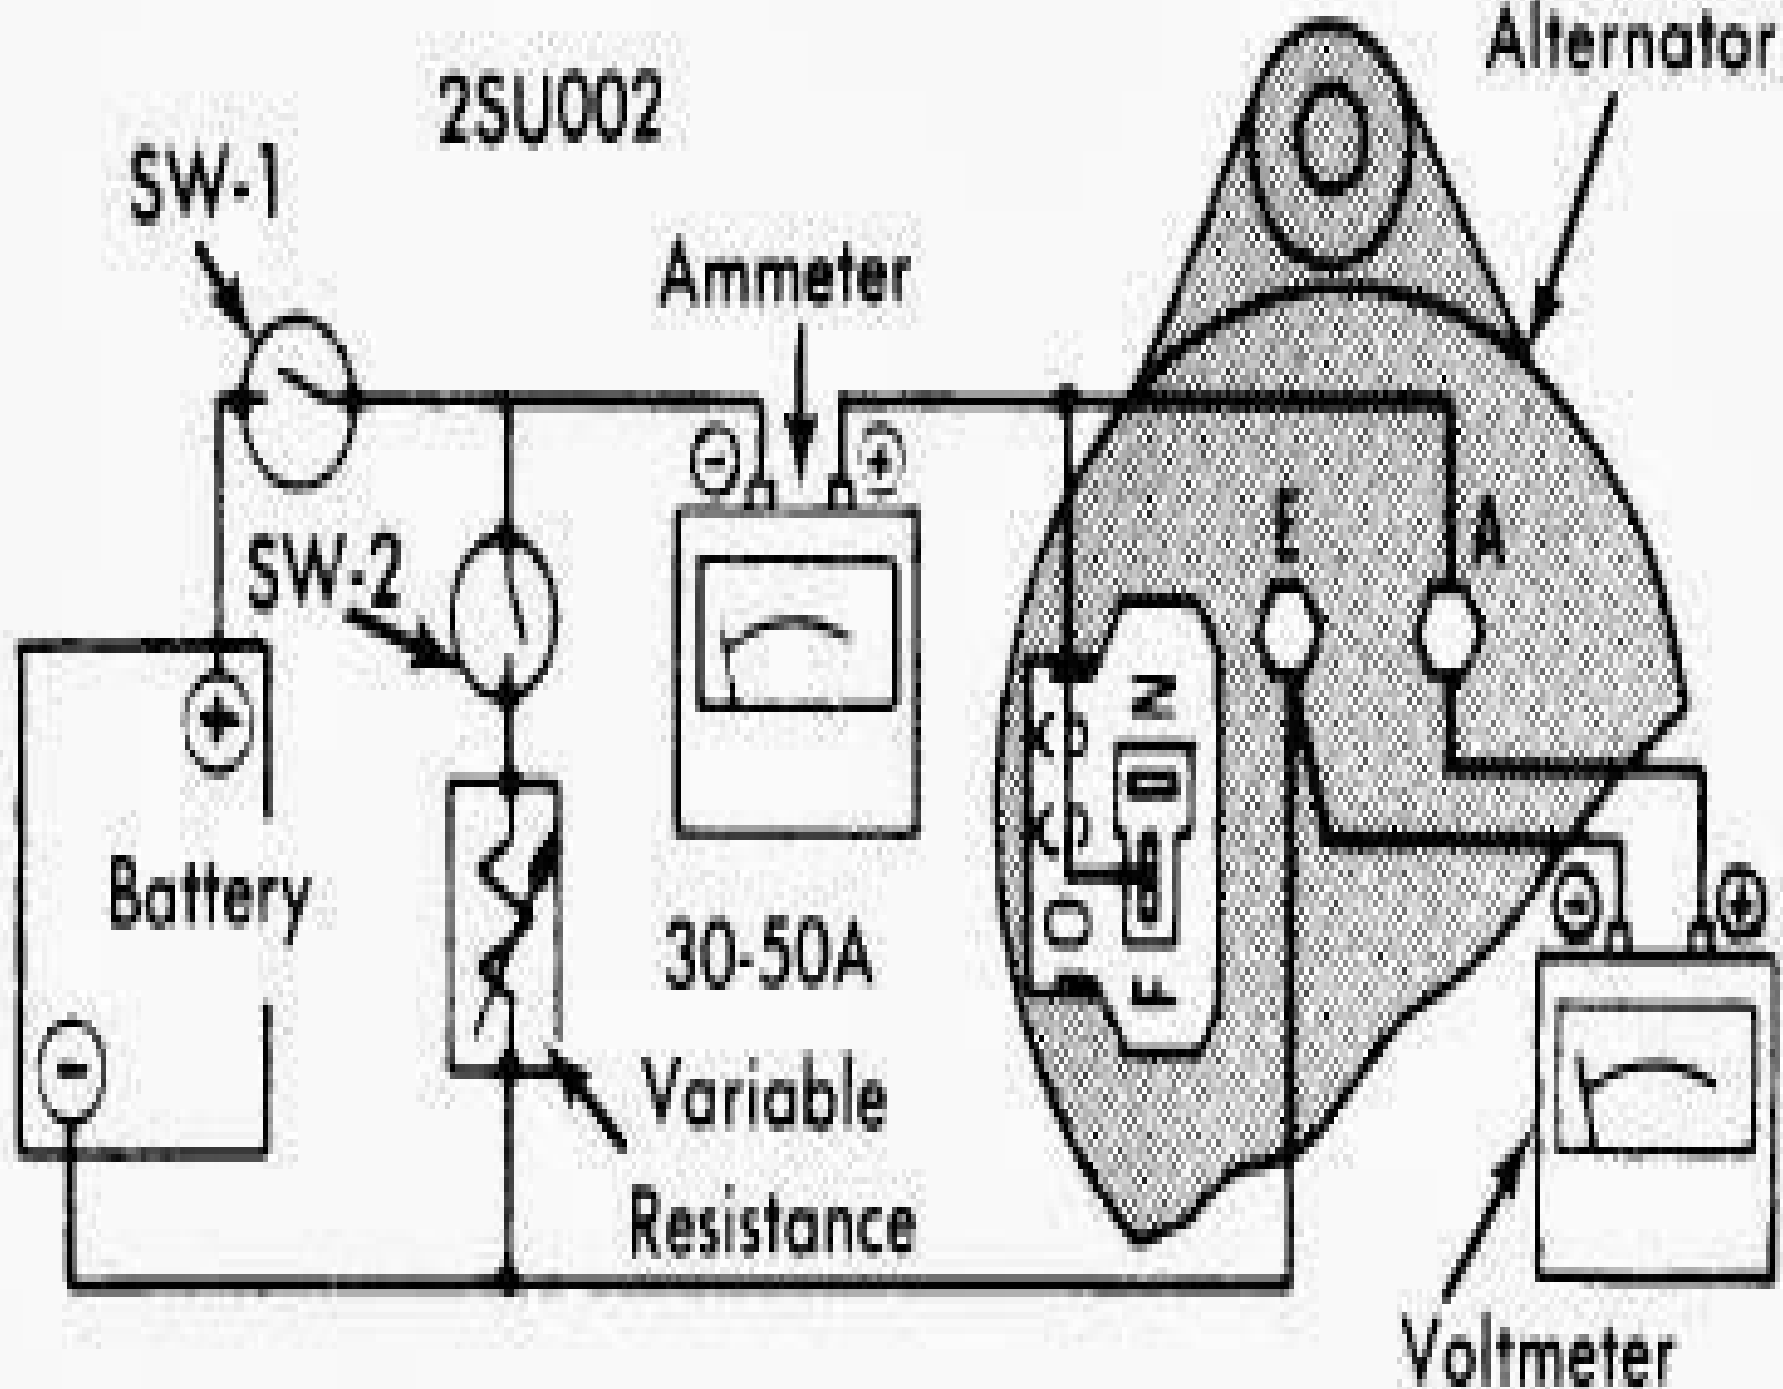 Alternator
2SU002
SW-1
Ammeter
- +
E A
SW-2
+
N
Battery
- +
30-50A
F
-
Variable
Resistance
Voltmeter